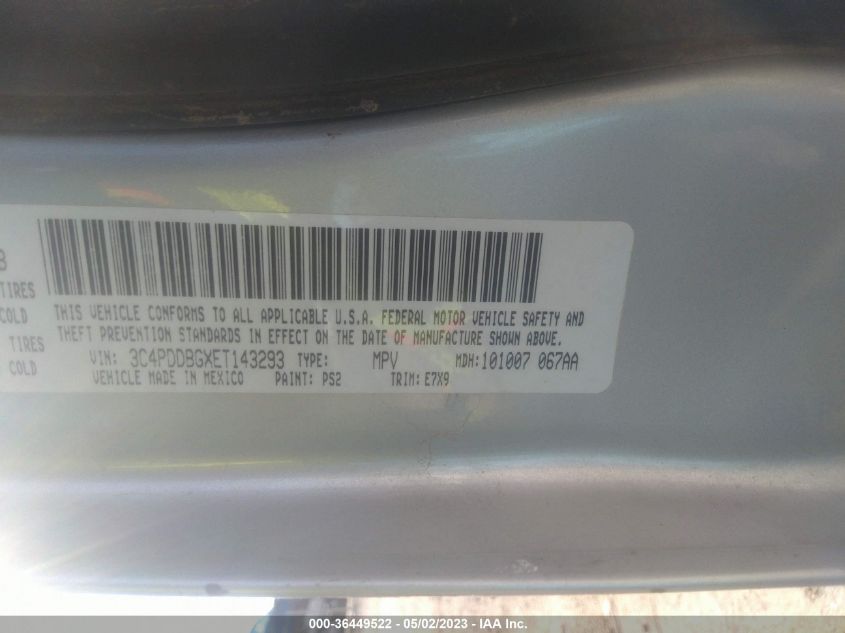 8
TIRES
COLD
TIRES
COLD
THIS VEHICLE CONFORMS TO ALL APPLICABLE U.S.A. FEDERAL MOTOR VEHICLE SAFETY AND
THEFT PREVENTION STANDARDS IN EFFECT ON THE DATE OF MANUFACTURE SHOWN ABOVE.
VIN: 3C4PDDBGXET143293 TYPE: MPV MDH:101007 067AA
VEHICLE MADE IN MEXICO PAINT: PS2 TRIM: E7X9
000-36449522 - 05/02/2023 - IAA Inc.